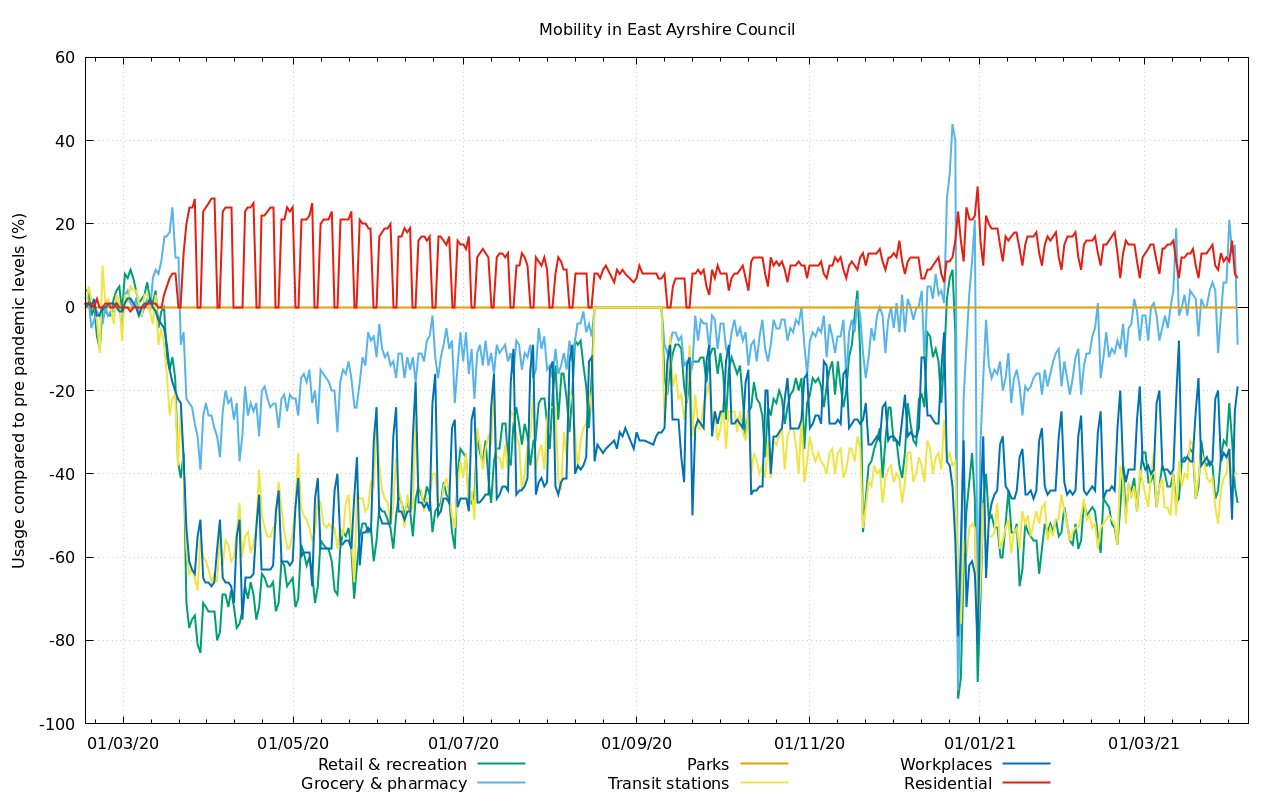 Mobility in East Ayrshire Council
Usage compared to pre pandemic levels (%)
60
40
20
0
-20
-40
-60
-80
-100
01/03/20 01/05/20 01/07/20 01/09/20 01/11/20 01/01/21 01/03/21
Retail & recreation Parks Workplaces
Grocery & pharmacy Transit stations Residential